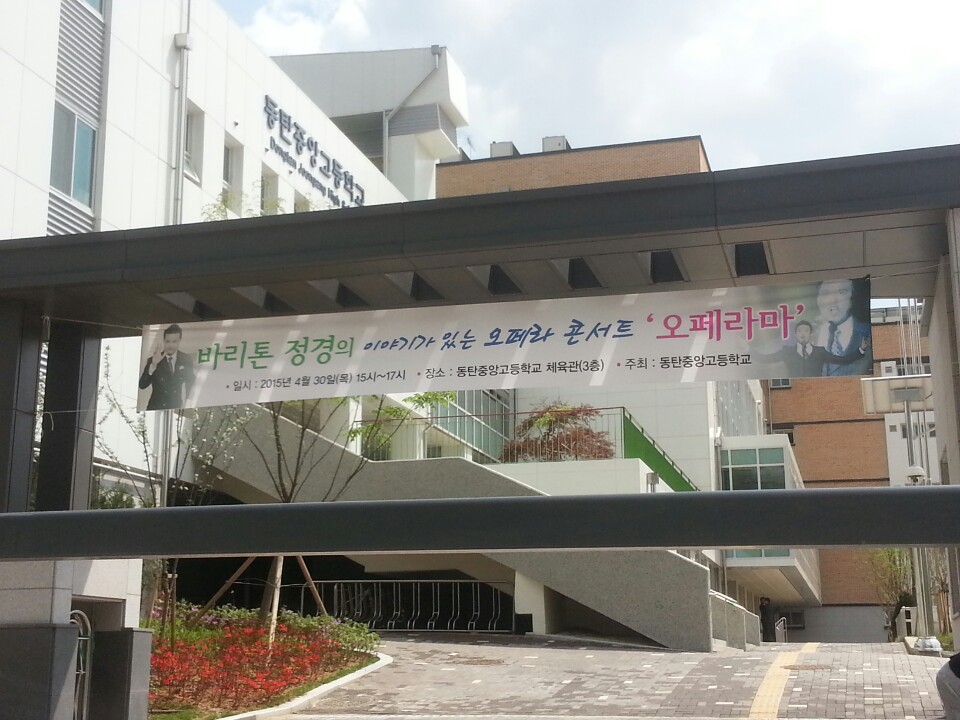 동탄중앙고등학교
Dongtan Jungang High
바리톤 정경의 이야기가 있는 오페라 콘서트 '오페라마'
• 일시 : 2015년 4월 30일(목) 15시~17시 • 장소 : 동탄중앙고등학교 체육관(3층) • 주최 : 동탄중앙고등학교